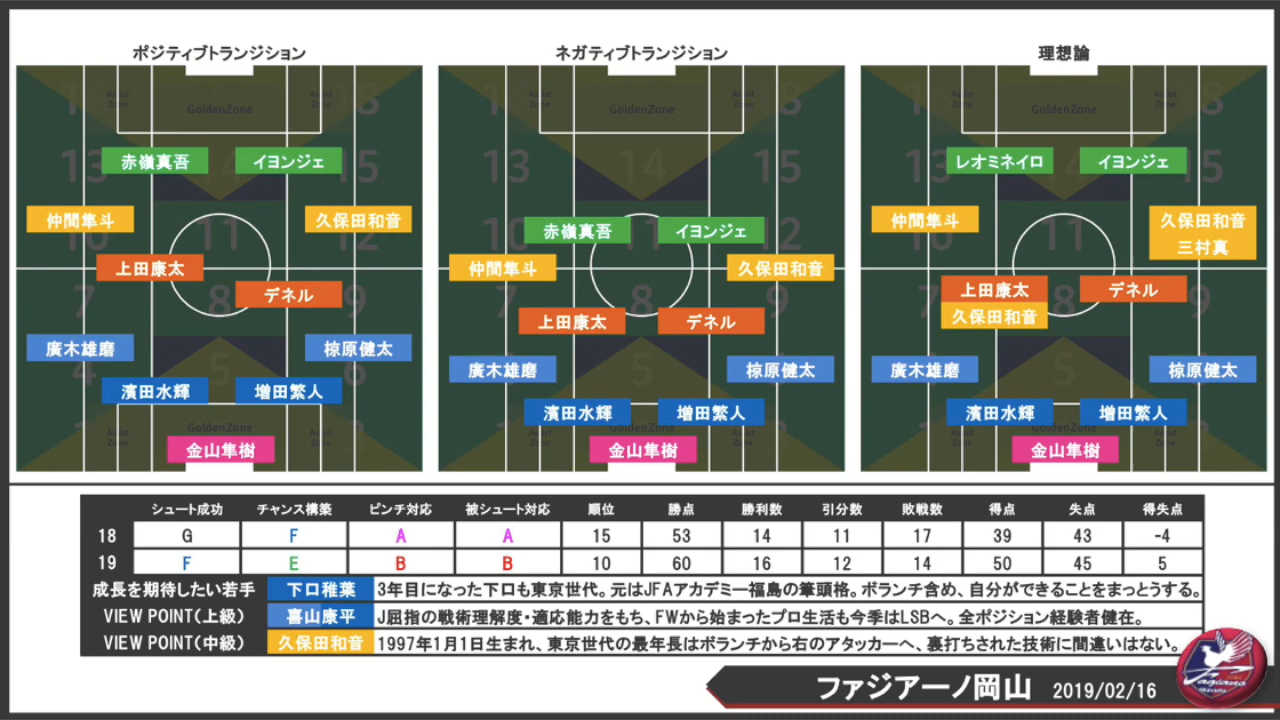 ポジティブトランジション
ネガティブトランジション
理想論
GoldenZone
GoldenZone
GoldenZone
赤嶺真吾 イヨンジェ
仲間隼斗 久保田和音
上田康太 デネル
廣木雄磨 椋原健太
濱田水輝 増田繁人
金山隼樹
13 14 15
赤嶺真吾 イヨンジェ
仲間隼斗 久保田和音
上田康太 デネル
廣木雄磨 椋原健太
濱田水輝 増田繁人
金山隼樹
レオミネイロ イヨンジェ
仲間隼斗 久保田和音
三村真
上田康太 デネル
久保田和音
廣木雄磨 椋原健太
濱田水輝 増田繁人
金山隼樹
シュート成功 チャンス構築 ピンチ対応 被シュート対応 順位 勝点 勝利数 引分数 敗戦数 得点 失点 得失点
18 G F A A 15 53 14 11 17 39 43 -4
19 F E B B 10 60 16 12 14 50 45 5
成長を期待したい若手 下口稚葉 3年目になった下口も東京世代。元はJFAアカデミー福島の筆頭格。ボランチ含め、自分ができることをまっとうする。
VIEW POINT(上級) 喜山康平 J屈指の戦術理解度・適応能力をもち、FWから始まったプロ生活も今季はLSBへ。全ポジション経験者健在。
VIEW POINT(中級) 久保田和音 1997年1月1日生まれ、東京世代の最年長はボランチから右のアタッカーへ、裏打ちされた技術に間違いはない。
ファジアーノ岡山 2019/02/16